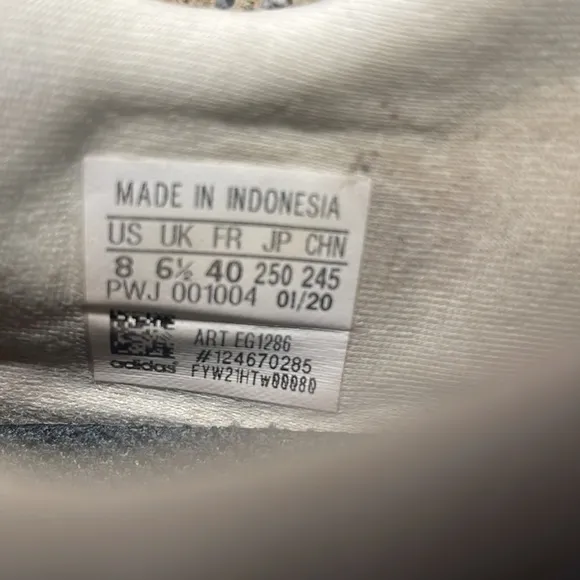 MADE IN INDONESIA
US UK FR JP CHN
8 6½ 40 250 245
PWJ 001004 01/20
ART EG1286
#124670285
adidas